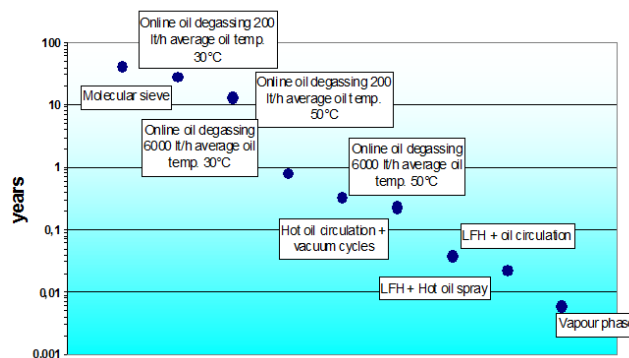 Online oil degassing 200
lt/h average oil temp.
30°C
100
Molecular sieve
Online oil degassing 200
lt/h average oil temp.
50°C
10
Online oil degassing
6000 lt/h average oil
temp. 30°C
Online oil degassing
6000 lt/h average oil
temp. 50°C
1
years
Hot oil circulation +
vacuum cycles
LFH + oil circulation
0,1
LFH + Hot oil spray
0,01
Vapour phase
0,001